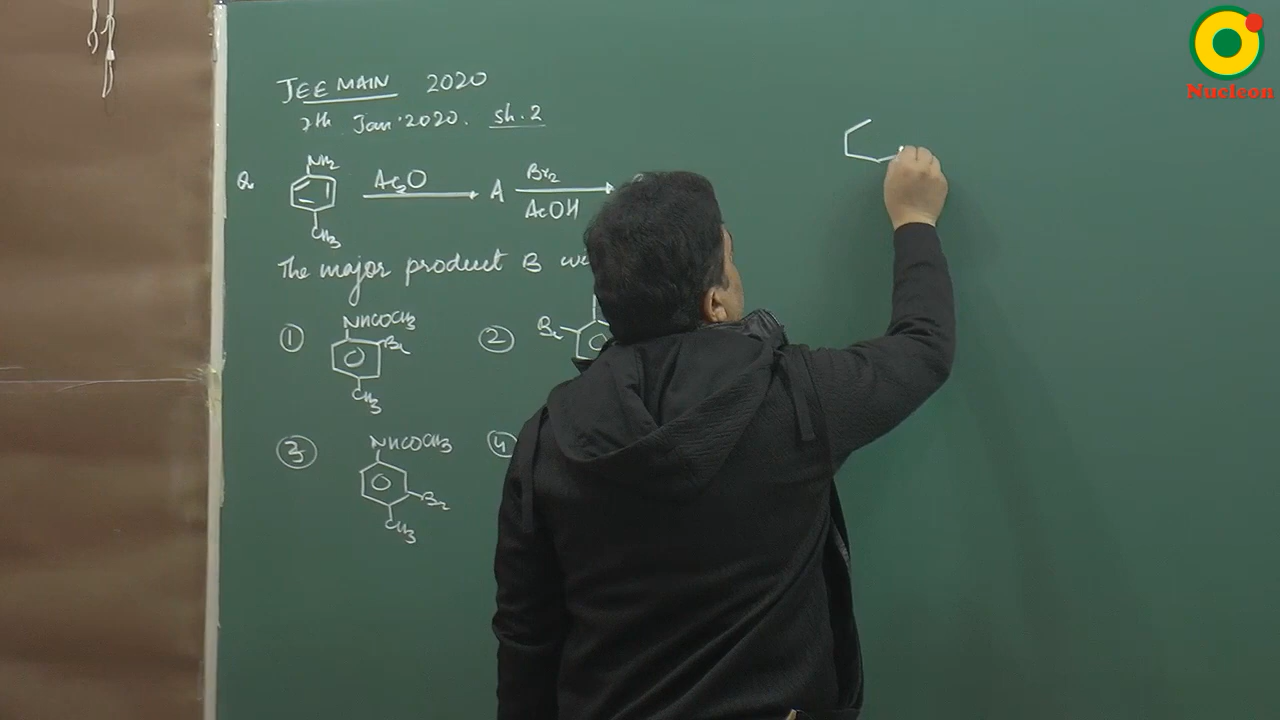 JEE MAIN 2020
7th Jan'2020. sh.2
Q. NH2 Ac2O A Br2
CH3 AcOH
The major product B
① NHCOCH3 Br CH3
② Br
③ NHCOCH3 Br CH3
④
Nucleon